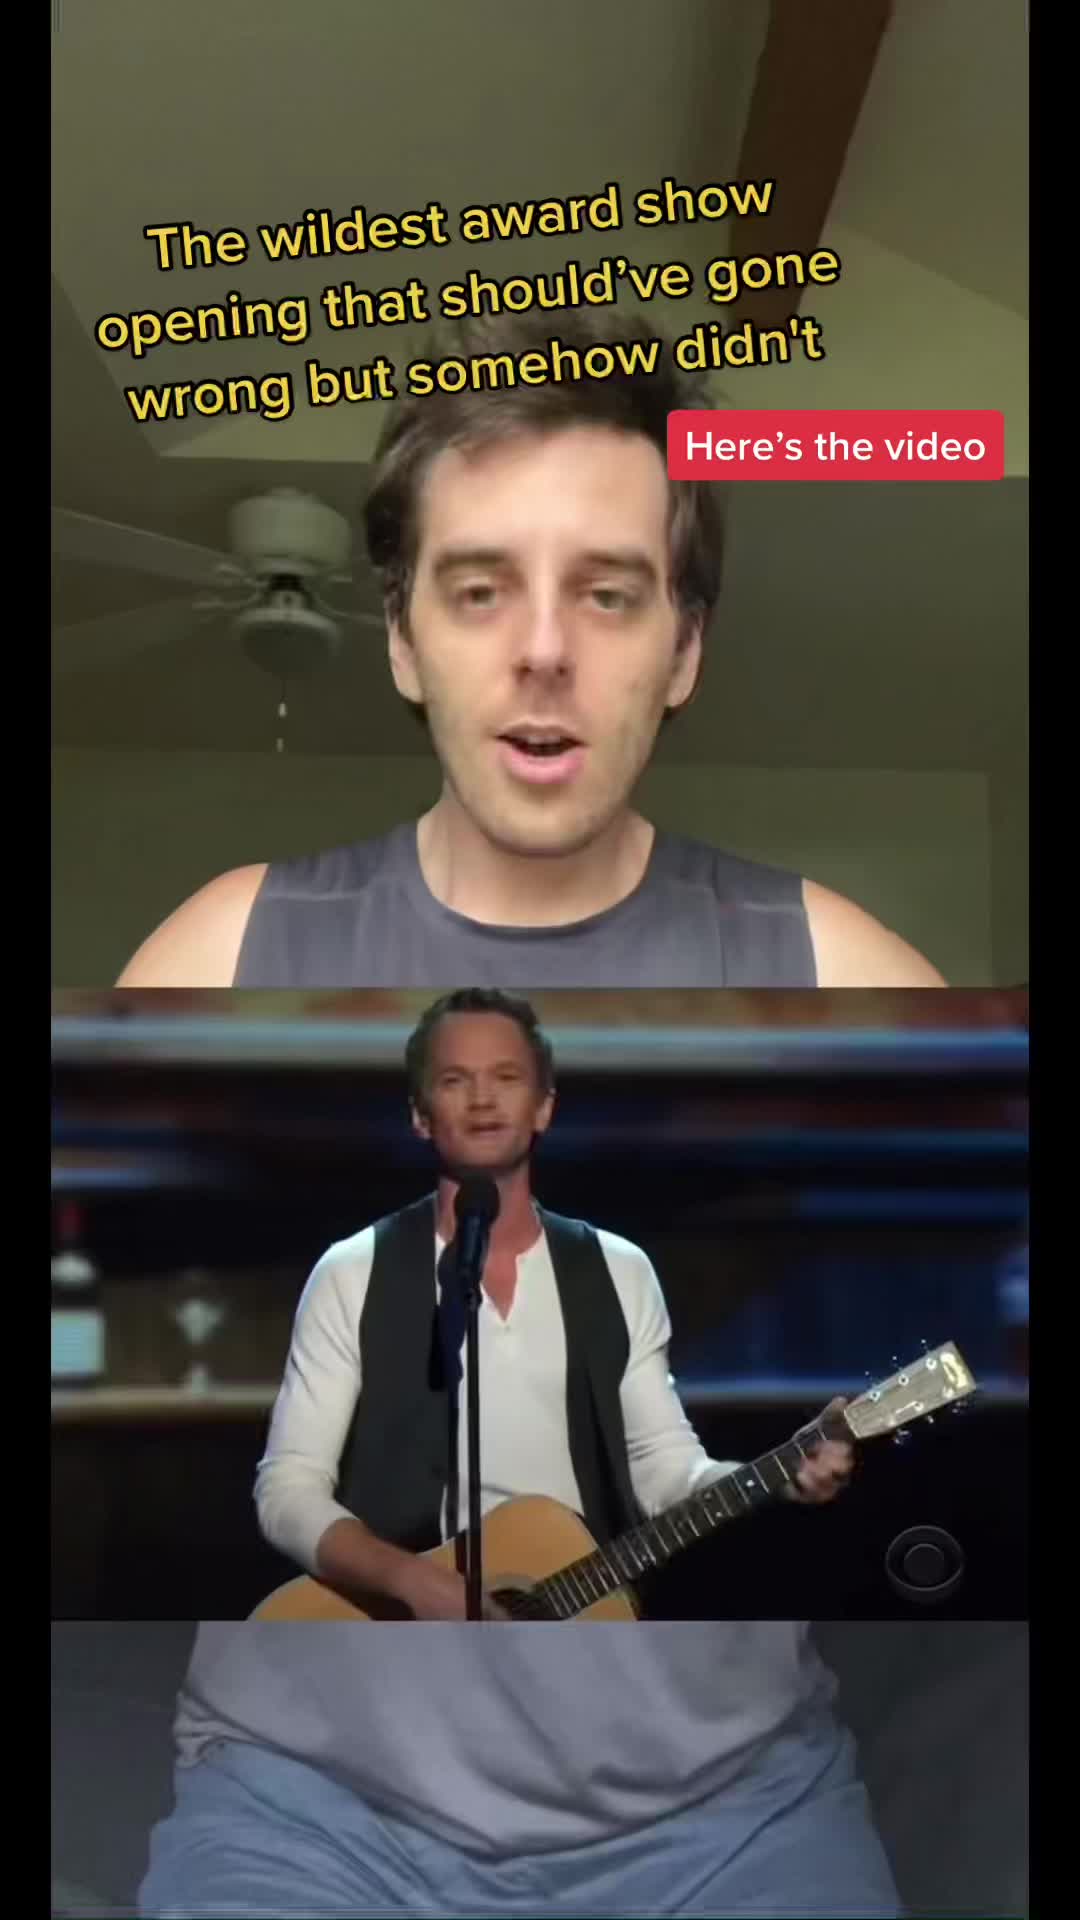 The wildest award show
opening that should’ve gone
wrong but somehow didn't
Here’s the video